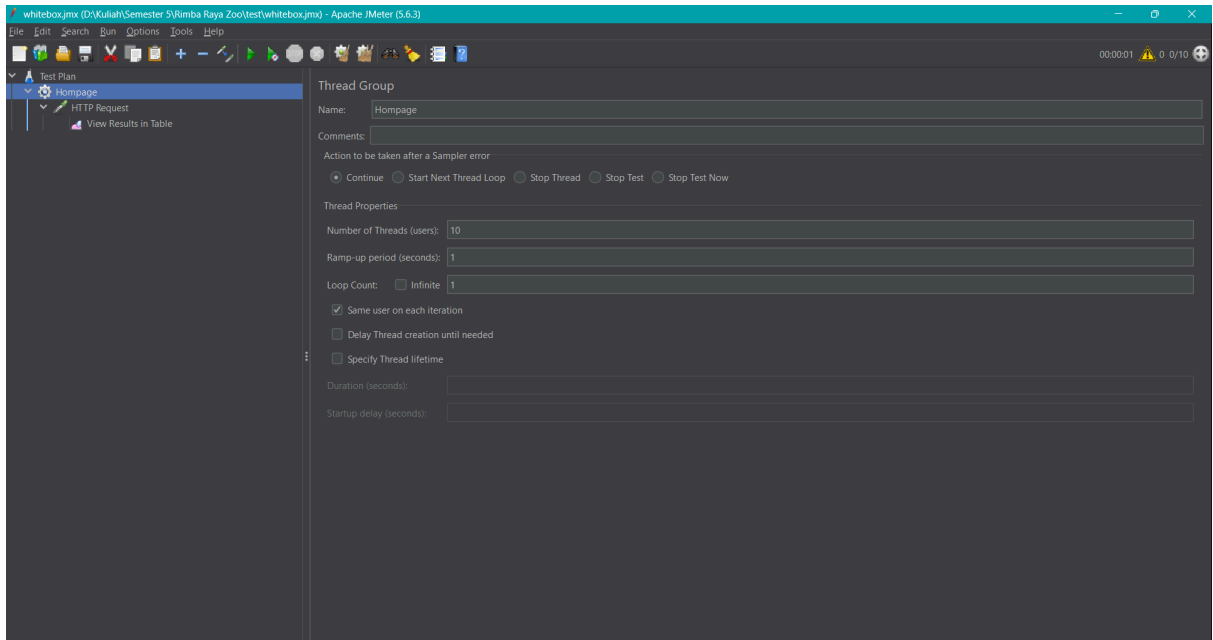 whitebox.jmx (D:\Kuliah\Semester 5\Rimba Raya Zoo\test\whitebox.jmx) - Apache JMeter (5.6.3)
File Edit Search Run Options Tools Help
00:00:01 0 0/10
Test Plan
Hompage
HTTP Request
View Results in Table
Thread Group
Name: Hompage
Comments:
Action to be taken after a Sampler error
Continue Start Next Thread Loop Stop Thread Stop Test Stop Test Now
Thread Properties
Number of Threads (users): 10
Ramp-up period (seconds): 1
Loop Count: Infinite 1
Same user on each iteration
Delay Thread creation until needed
Specify Thread lifetime
Duration (seconds):
Startup delay (seconds):